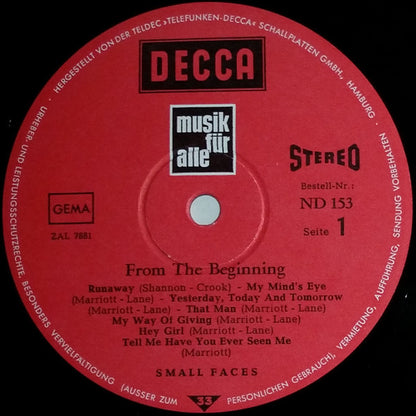 HERGESTELLT VON DER TELDEC »TELEFUNKEN-DECCA« SCHALLPLATTEN GMBH., HAMBURG
URHEBER- UND LEISTUNGSSCHUTZRECHTE BESONDERS VORBEHALTEN. VERMIETUNG, AUFFÜHRUNG, SENDUNG VORBEHALTEN
VERVIELFÄLTIGUNG (AUSSER ZUM PERSÖNLICHEN GEBRAUCH),
DECCA
musik
für
alle
STEREO
Bestell-Nr.:
ND 153
Seite 1
GEMA
ZAL 7881
From The Beginning
Runaway (Shannon - Crook) - My Mind's Eye
(Marriott - Lane) - Yesterday, Today And Tomorrow
(Marriott - Lane) - That Man (Marriott - Lane)
My Way Of Giving (Marriott - Lane)
Hey Girl (Marriott - Lane)
Tell Me Have You Ever Seen Me
(Marriott)
SMALL FACES
33